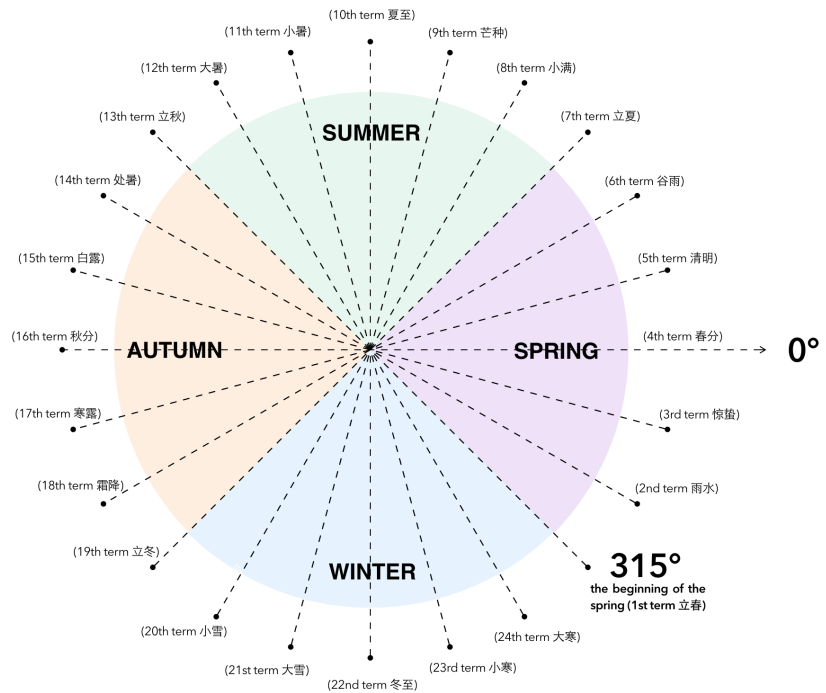 (10th term 夏至)
(11th term 小暑)
(9th term 芒种)
(12th term 大暑)
(8th term 小满)
(13th term 立秋)
(7th term 立夏)
SUMMER
(14th term 处暑)
(6th term 谷雨)
(15th term 白露)
(5th term 清明)
(16th term 秋分)
(4th term 春分)
AUTUMN
SPRING
0°
(17th term 寒露)
(3rd term 惊蛰)
(18th term 霜降)
(2nd term 雨水)
(19th term 立冬)
315°
WINTER
the beginning of the
spring (1st term 立春)
(20th term 小雪)
(24th term 大寒)
(21st term 大雪)
(23rd term 小寒)
(22nd term 冬至)